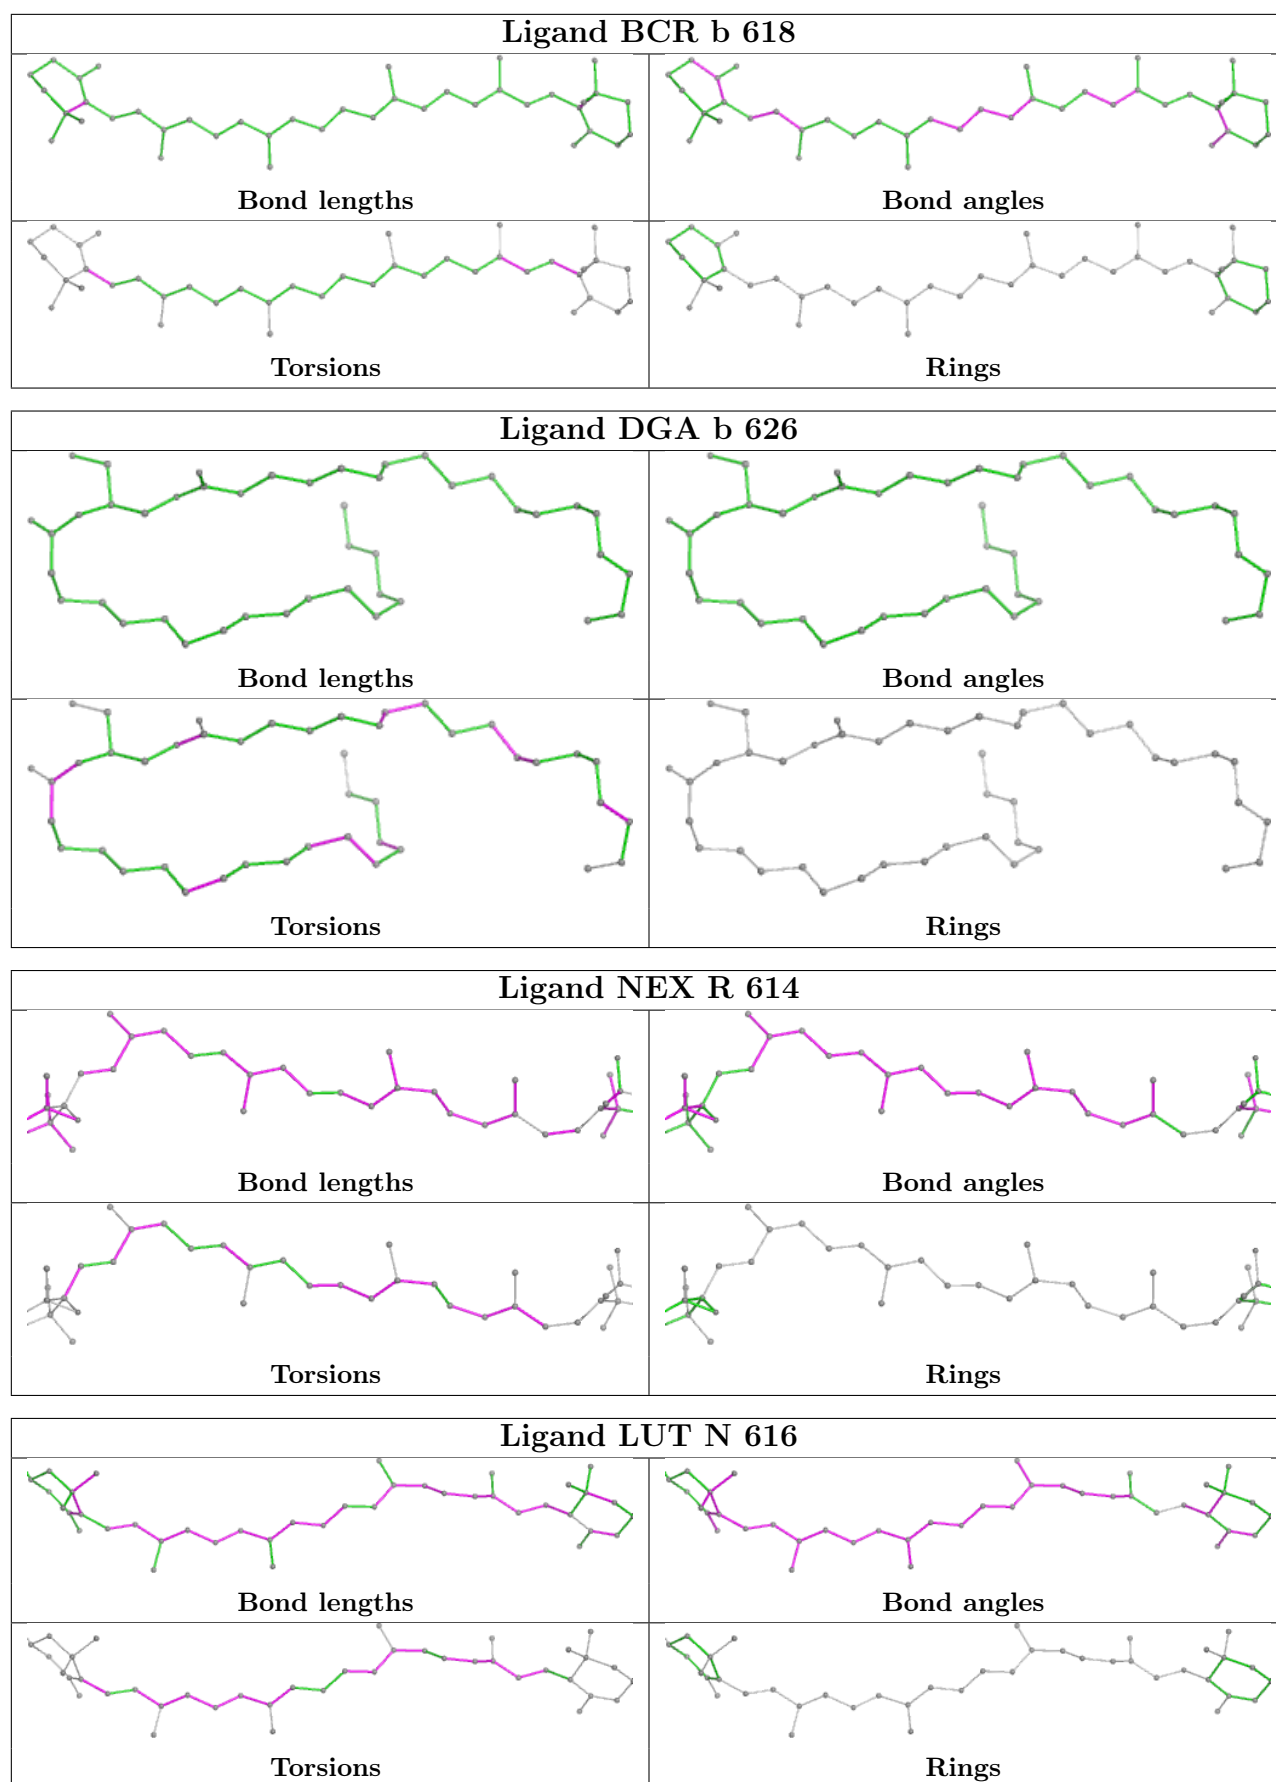 Ligand BCR b 618
Bond lengths
Bond angles
Torsions
Rings
Ligand DGA b 626
Bond lengths
Bond angles
Torsions
Rings
Ligand NEX R 614
Bond lengths
Bond angles
Torsions
Rings
Ligand LUT N 616
Bond lengths
Bond angles
Torsions
Rings